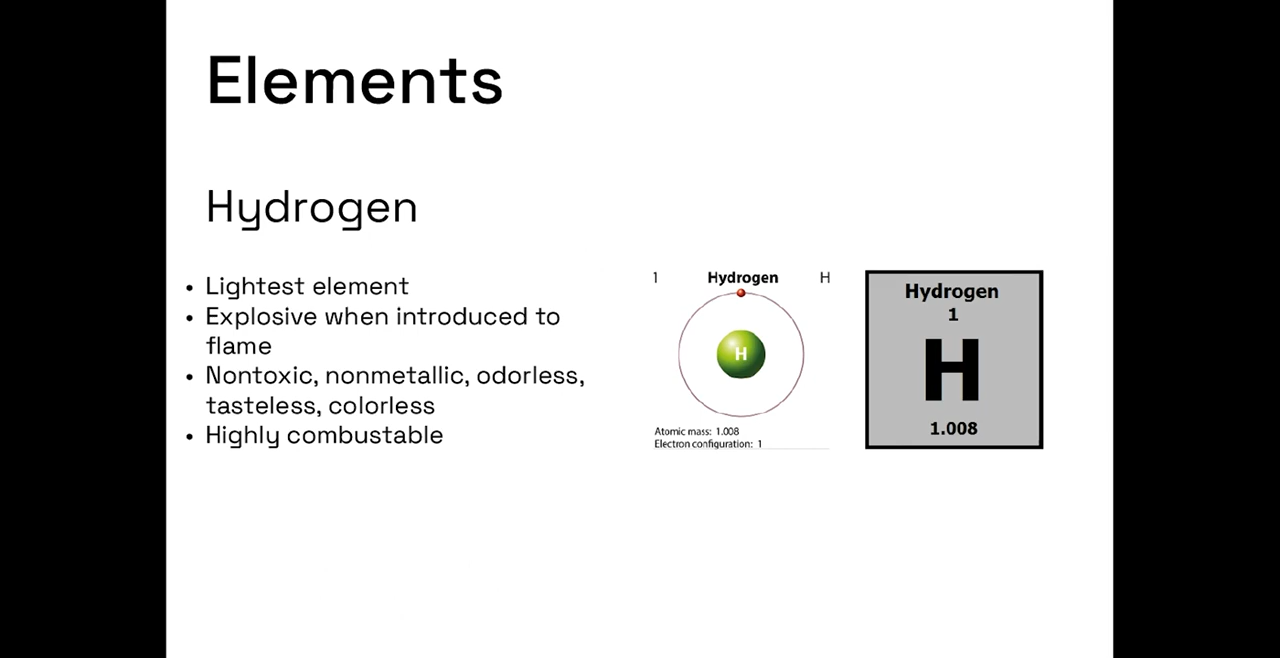 Elements
Hydrogen
• Lightest element
• Explosive when introduced to
flame
• Nontoxic, nonmetallic, odorless,
tasteless, colorless
• Highly combustable
1 Hydrogen H
H
Atomic mass: 1.008
Electron configuration: 1
Hydrogen
1
H
1.008